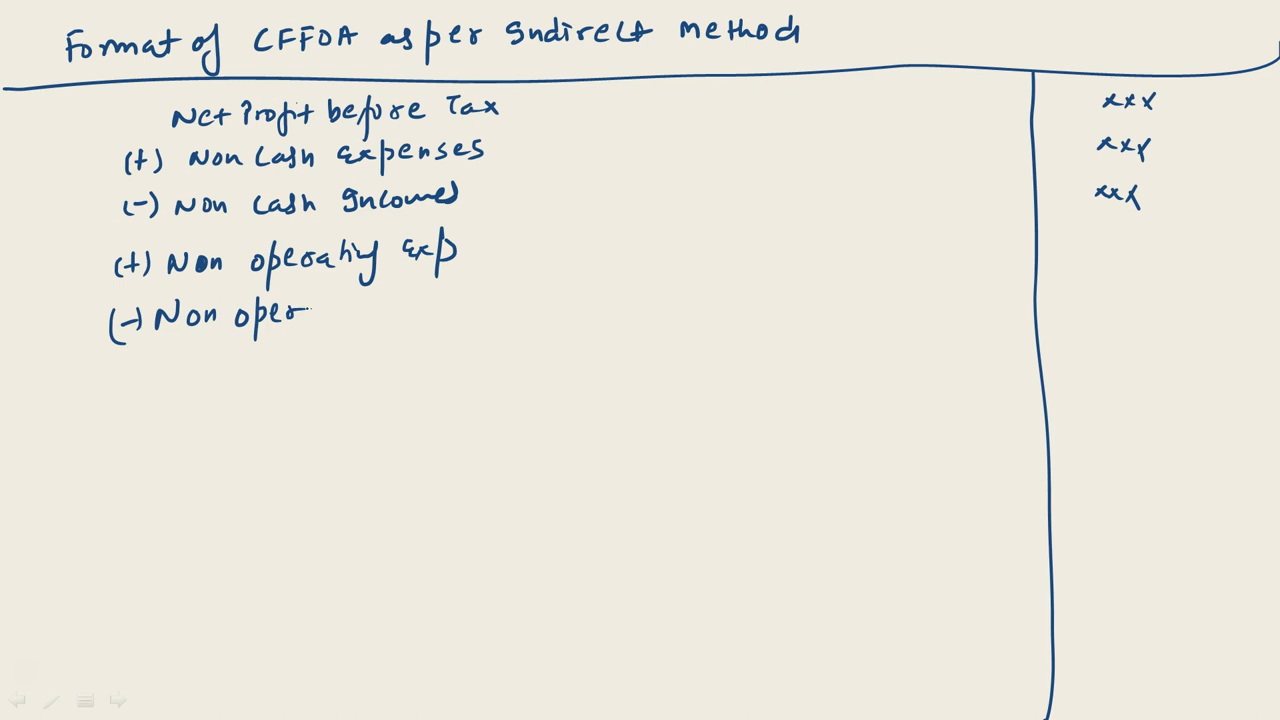 Format of CFFOA as per Indirect method
Net Profit before Tax xxx
(+) Non Cash Expenses xxx
(-) Non Cash Incomes xxx
(+) Non operating exp
(-) Non oper